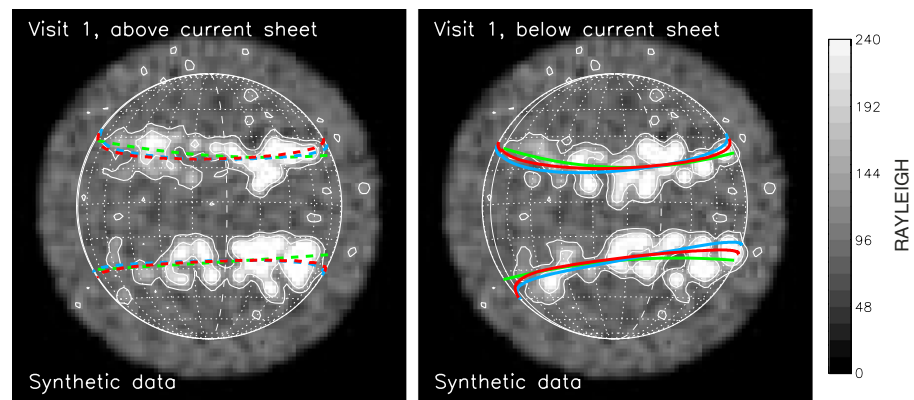 Visit 1, above current sheet
Synthetic data
Visit 1, below current sheet
Synthetic data
240
192
144
96
48
0
RAYLEIGH